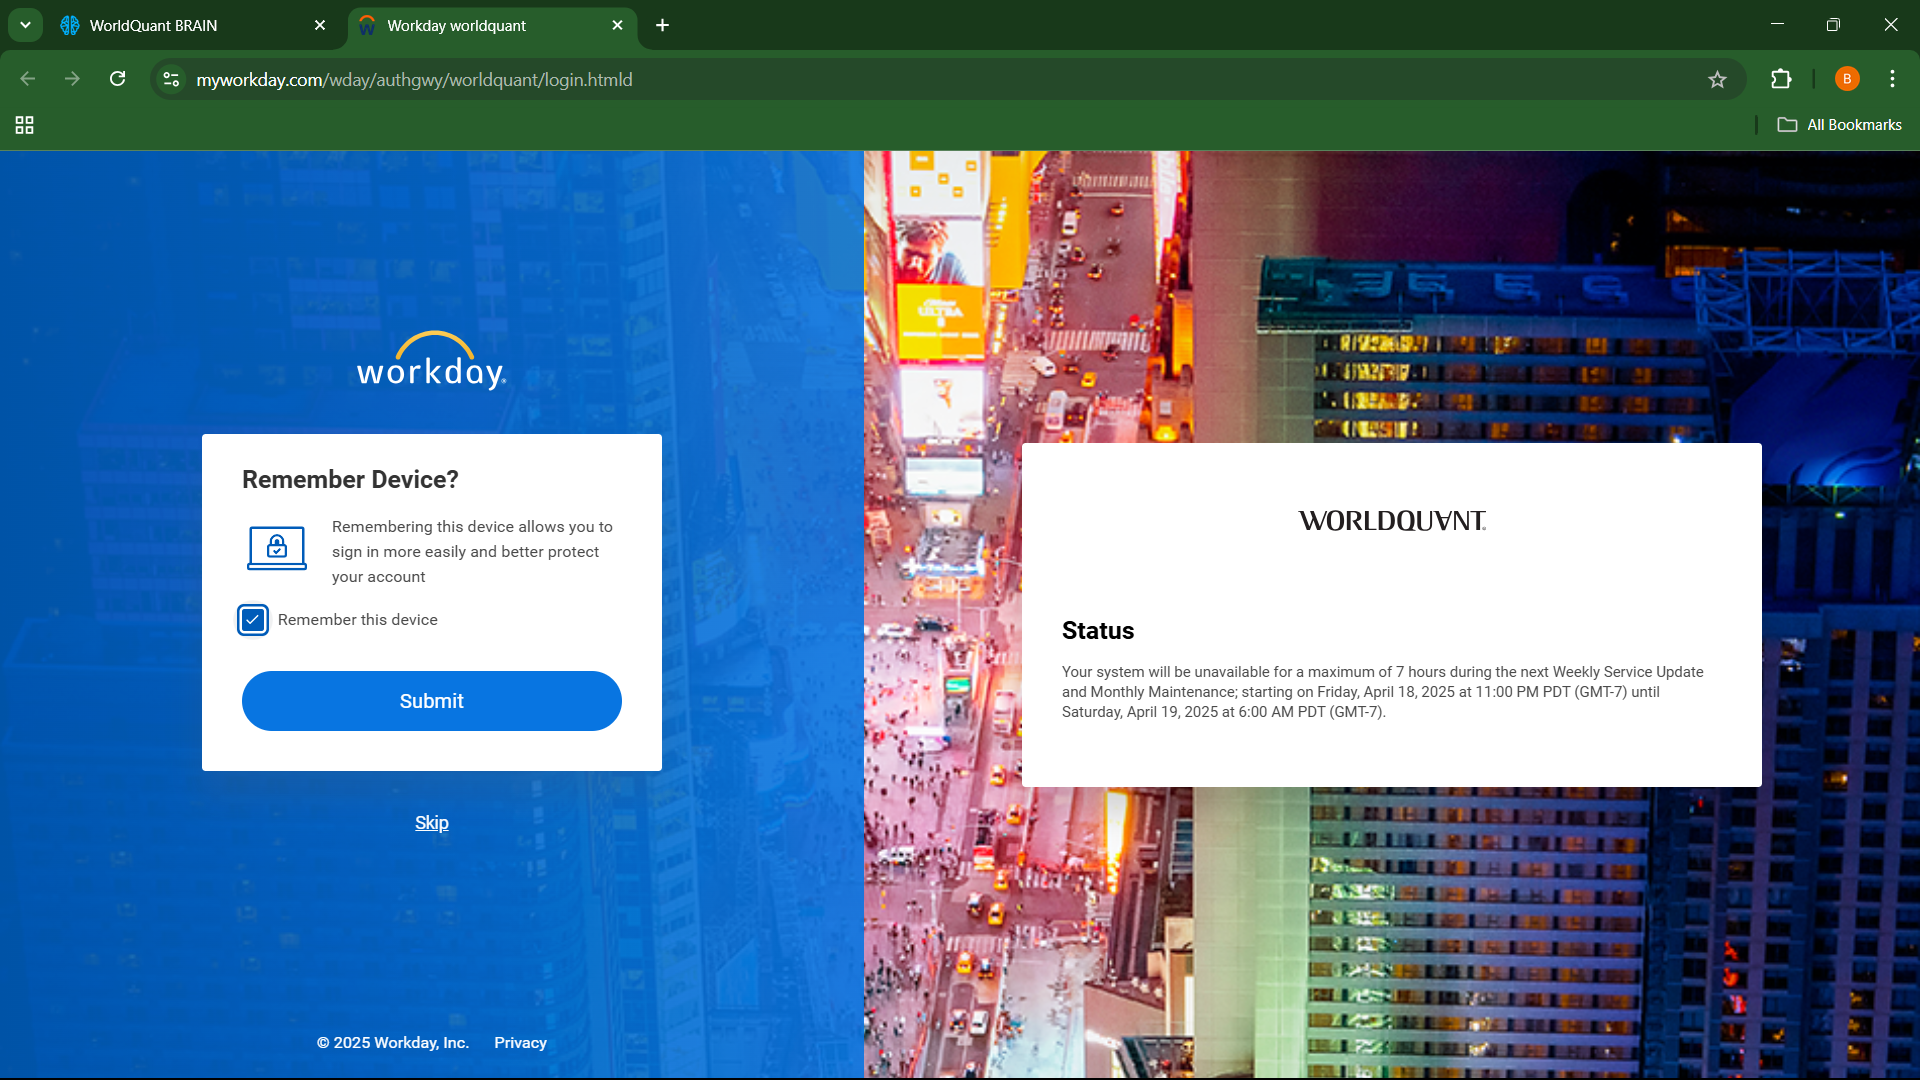 WorldQuant BRAIN
Workday worldquant
myworkday.com/wday/authgwy/worldquant/login.htmld
B
All Bookmarks
workday.
Remember Device?
Remembering this device allows you to
sign in more easily and better protect
your account
Remember this device
Submit
Skip
© 2025 Workday, Inc. Privacy
ULTRA
WORLDQUANT
Status
Your system will be unavailable for a maximum of 7 hours during the next Weekly Service Update
and Monthly Maintenance; starting on Friday, April 18, 2025 at 11:00 PM PDT (GMT-7) until
Saturday, April 19, 2025 at 6:00 AM PDT (GMT-7).